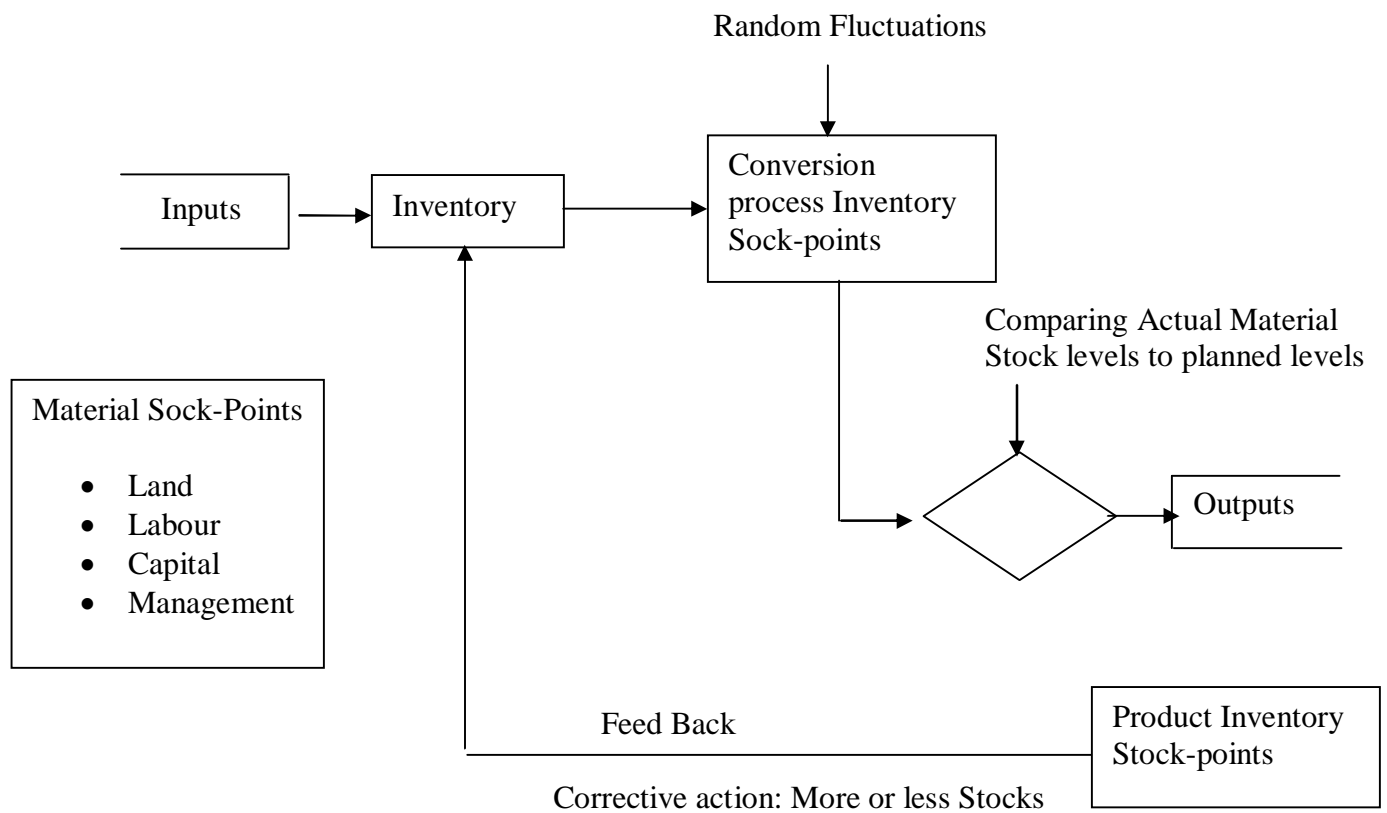 Random Fluctuations
Inputs
Inventory
Conversion
process Inventory
Sock-points
Comparing Actual Material
Stock levels to planned levels
Material Sock-Points
• Land
• Labour
• Capital
• Management
Outputs
Feed Back
Product Inventory
Stock-points
Corrective action: More or less Stocks